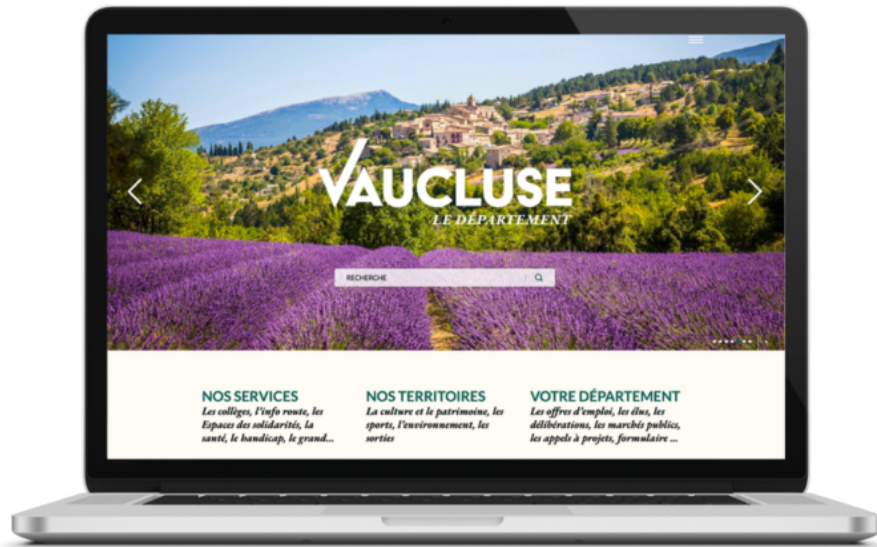 VAUCLUSE
LE DÉPARTEMENT
RECHERCHE
NOS SERVICES
Les collèges, l'info route, les
Espaces des solidarités, la
santé, le handicap, le grand...
NOS TERRITOIRES
La culture et le patrimoine, les
sports, l'environnement, les
sorties
VOTRE DÉPARTEMENT
Les offres d'emploi, les élus, les
délibérations, les marchés publics,
les appels à projets, formulaire ...